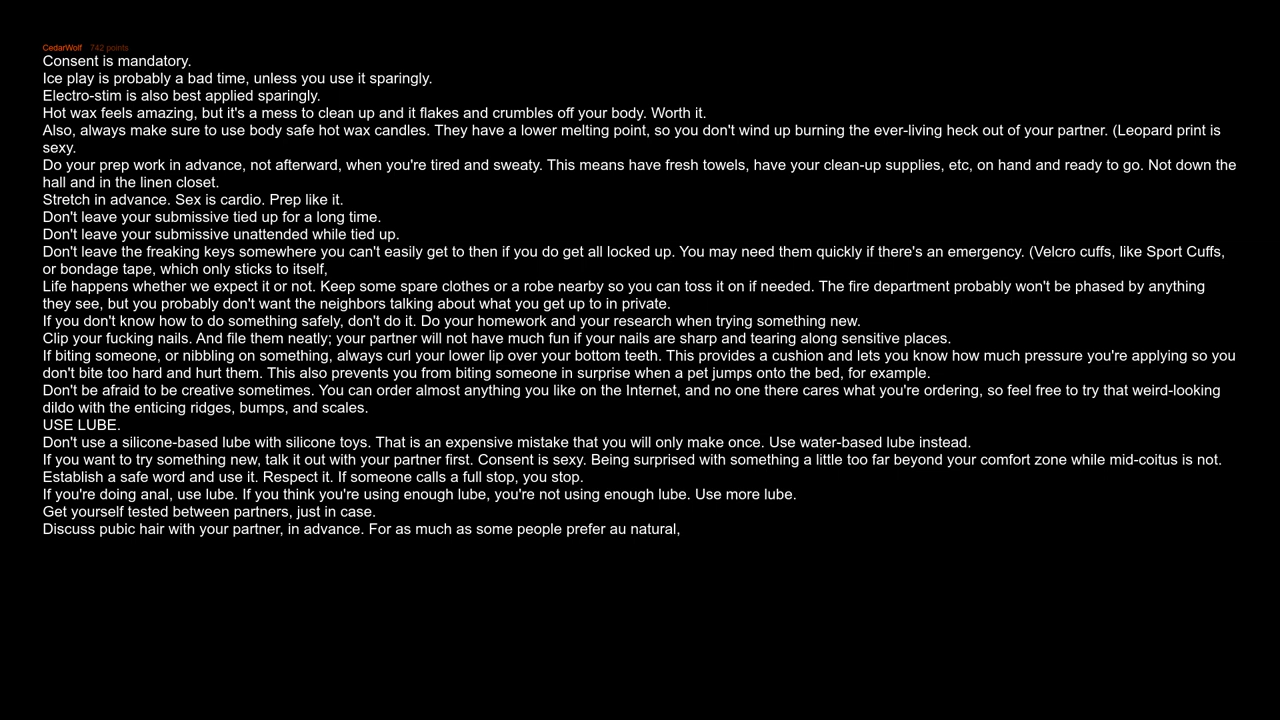 CedarWolf 742 points
Consent is mandatory.
Ice play is probably a bad time, unless you use it sparingly.
Electro-stim is also best applied sparingly.
Hot wax feels amazing, but it's a mess to clean up and it flakes and crumbles off your body. Worth it.
Also, always make sure to use body safe hot wax candles. They have a lower melting point, so you don't wind up burning the ever-living heck out of your partner. (Leopard print is
sexy.
Do your prep work in advance, not afterward, when you're tired and sweaty. This means have fresh towels, have your clean-up supplies, etc, on hand and ready to go. Not down the
hall and in the linen closet.
Stretch in advance. Sex is cardio. Prep like it.
Don't leave your submissive tied up for a long time.
Don't leave your submissive unattended while tied up.
Don't leave the freaking keys somewhere you can't easily get to then if you do get all locked up. You may need them quickly if there's an emergency. (Velcro cuffs, like Sport Cuffs,
or bondage tape, which only sticks to itself,
Life happens whether we expect it or not. Keep some spare clothes or a robe nearby so you can toss it on if needed. The fire department probably won't be phased by anything
they see, but you probably don't want the neighbors talking about what you get up to in private.
If you don't know how to do something safely, don't do it. Do your homework and your research when trying something new.
Clip your fucking nails. And file them neatly; your partner will not have much fun if your nails are sharp and tearing along sensitive places.
If biting someone, or nibbling on something, always curl your lower lip over your bottom teeth. This provides a cushion and lets you know how much pressure you're applying so you
don't bite too hard and hurt them. This also prevents you from biting someone in surprise when a pet jumps onto the bed, for example.
Don't be afraid to be creative sometimes. You can order almost anything you like on the Internet, and no one there cares what you're ordering, so feel free to try that weird-looking
dildo with the enticing ridges, bumps, and scales.
USE LUBE.
Don't use a silicone-based lube with silicone toys. That is an expensive mistake that you will only make once. Use water-based lube instead.
If you want to try something new, talk it out with your partner first. Consent is sexy. Being surprised with something a little too far beyond your comfort zone while mid-coitus is not.
Establish a safe word and use it. Respect it. If someone calls a full stop, you stop.
If you're doing anal, use lube. If you think you're using enough lube, you're not using enough lube. Use more lube.
Get yourself tested between partners, just in case.
Discuss pubic hair with your partner, in advance. For as much as some people prefer au natural,